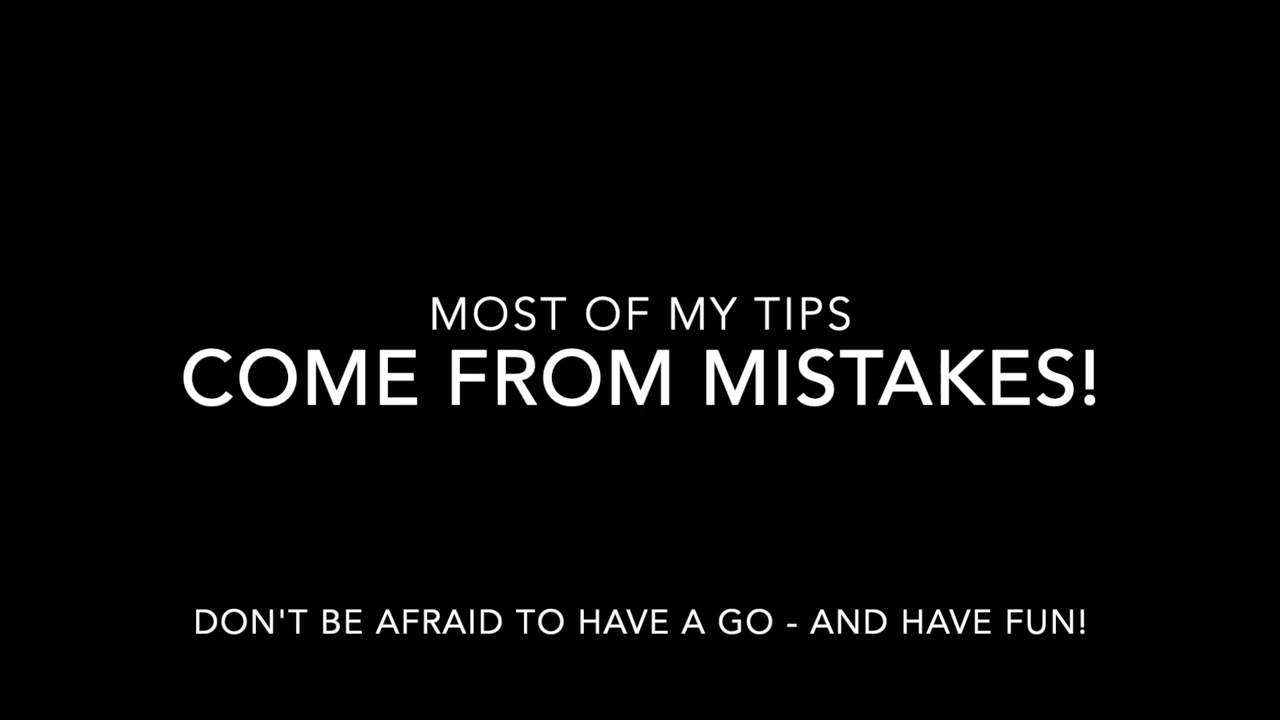 MOST OF MY TIPS
COME FROM MISTAKES!
DON'T BE AFRAID TO HAVE A GO - AND HAVE FUN!